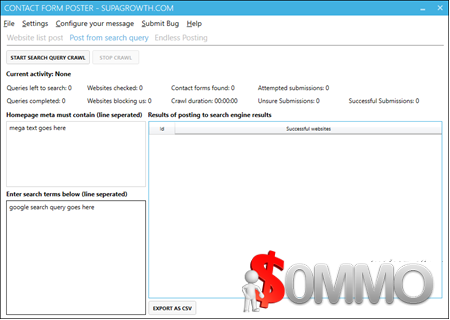 CONTACT FORM POSTER – SUPAGROWTH.COM
File Settings Configure your message Submit Bug Help
Website list post Post from search query Endless Posting
START SEARCH QUERY CRAWL STOP CRAWL
Current activity: None
Queries left to search: 0 Websites checked: 0 Contact forms found: 0 Attempted submissions: 0
Queries completed: 0 Websites blocking us: 0 Crawl duration: 00:00:00 Unsure Submissions: 0 Successful Submissions: 0
Homepage meta must contain (line seperated) Results of posting to search engine results
mega text goes here
id Successful websites
Enter search terms below (line seperated)
google search query goes here
$OMMO
EXPORT AS CSV